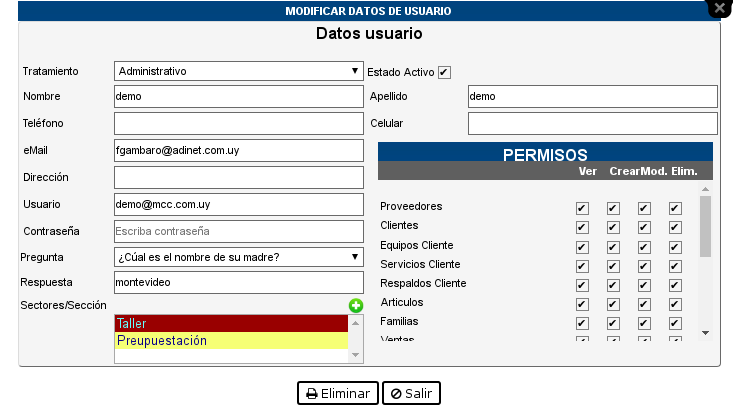 MODIFICAR DATOS DE USUARIO
Datos usuario
Tratamiento Administrativo Estado Activo
Nombre demo Apellido demo
Teléfono Celular
eMail fgambaro@adinet.com.uy
Dirección
Usuario demo@mcc.com.uy
Contraseña Escriba contraseña
Pregunta ¿Cúal es el nombre de su madre?
Respuesta montevideo
Sectores/Sección
Taller
Preupuestación
PERMISOS
Ver Crear Mod. Elim.
Proveedores
Clientes
Equipos Cliente
Servicios Cliente
Respaldos Cliente
Articulos
Familias
Ventas
Eliminar Salir